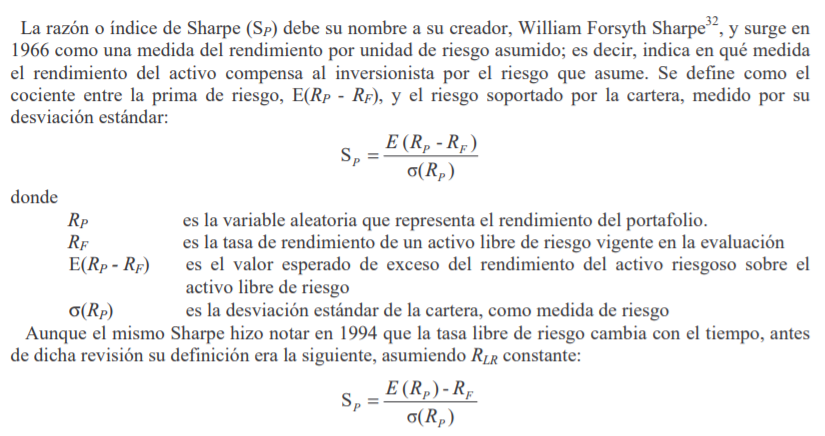 La razón o índice de Sharpe (SP) debe su nombre a su creador, William Forsyth Sharpe32, y surge en
1966 como una medida del rendimiento por unidad de riesgo asumido; es decir, indica en qué medida
el rendimiento del activo compensa al inversionista por el riesgo que asume. Se define como el
cociente entre la prima de riesgo, E(RP - RF), y el riesgo soportado por la cartera, medido por su
desviación estándar:
SP = E (RP - RF) / σ(RP)
donde
RP es la variable aleatoria que representa el rendimiento del portafolio.
RF es la tasa de rendimiento de un activo libre de riesgo vigente en la evaluación
E(RP - RF) es el valor esperado de exceso del rendimiento del activo riesgoso sobre el
activo libre de riesgo
σ(RP) es la desviación estándar de la cartera, como medida de riesgo
Aunque el mismo Sharpe hizo notar en 1994 que la tasa libre de riesgo cambia con el tiempo, antes
de dicha revisión su definición era la siguiente, asumiendo RLR constante:
SP = E (RP) - RF / σ(RP)